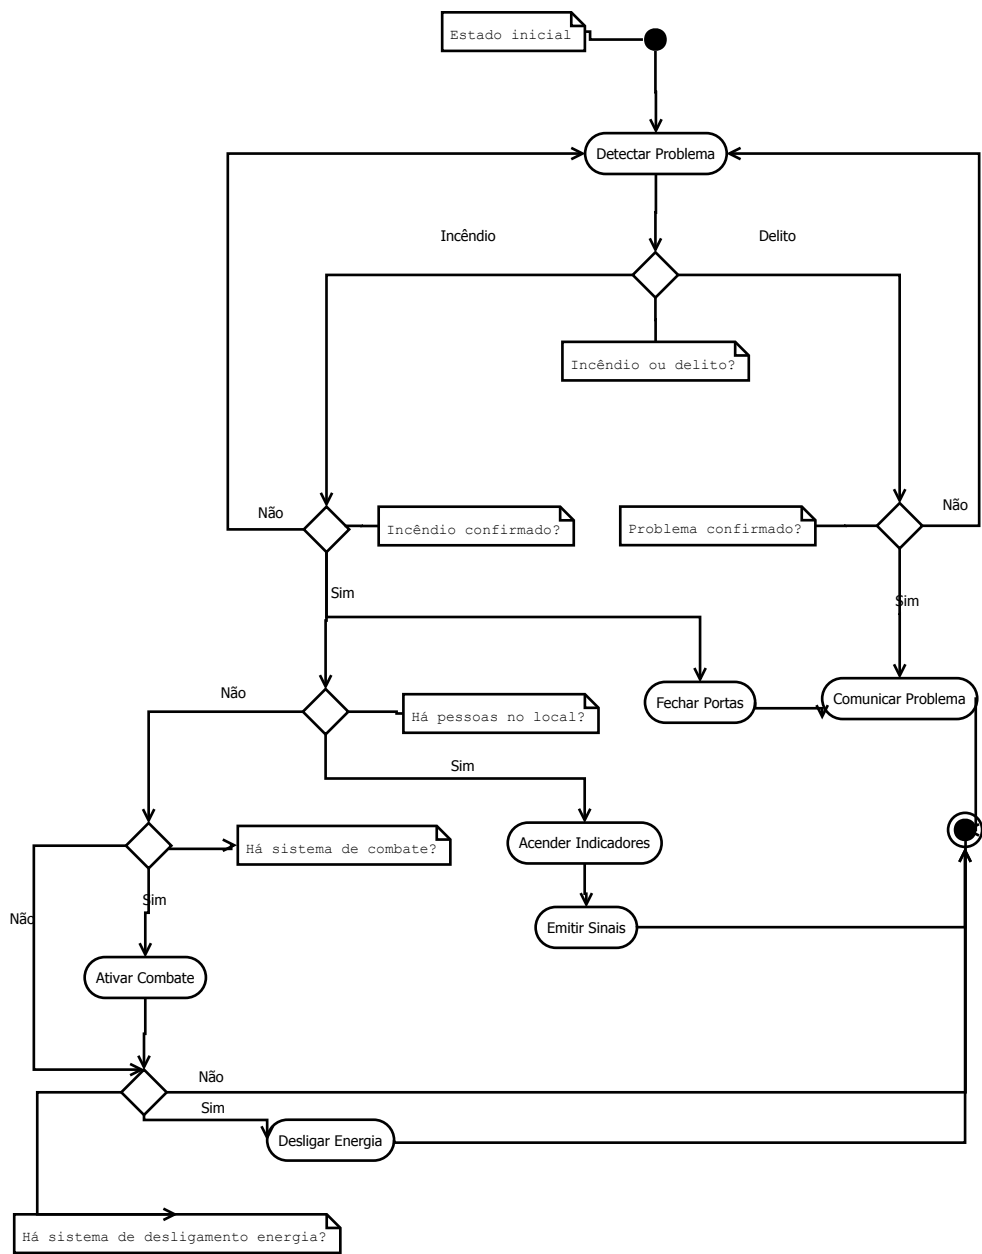 Estado inicial
Detectar Problema
Incêndio
Delito
Incêndio ou delito?
Não
Incêndio confirmado?
Problema confirmado?
Não
Sim
Sim
Não
Há pessoas no local?
Fechar Portas
Comunicar Problema
Sim
Há sistema de combate?
Acender Indicadores
Sim
Não
Emitir Sinais
Ativar Combate
Não
Sim
Desligar Energia
Há sistema de desligamento energia?